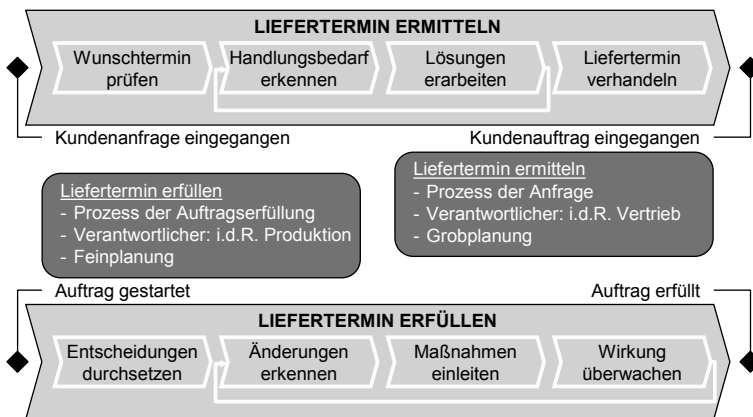 LIEFERTERMIN ERMITTELN
Wunschtermin
prüfen
Handlungsbedarf
erkennen
Lösungen
erarbeiten
Liefertermin
verhandeln
Kundenanfrage eingegangen
Kundenauftrag eingegangen
Liefertermin erfüllen
- Prozess der Auftragserfüllung
- Verantwortlicher: i.d.R. Produktion
- Feinplanung
Liefertermin ermitteln
- Prozess der Anfrage
- Verantwortlicher: i.d.R. Vertrieb
- Grobplanung
Auftrag gestartet
Auftrag erfüllt
LIEFERTERMIN ERFÜLLEN
Entscheidungen
durchsetzen
Änderungen
erkennen
Maßnahmen
einleiten
Wirkung
überwachen